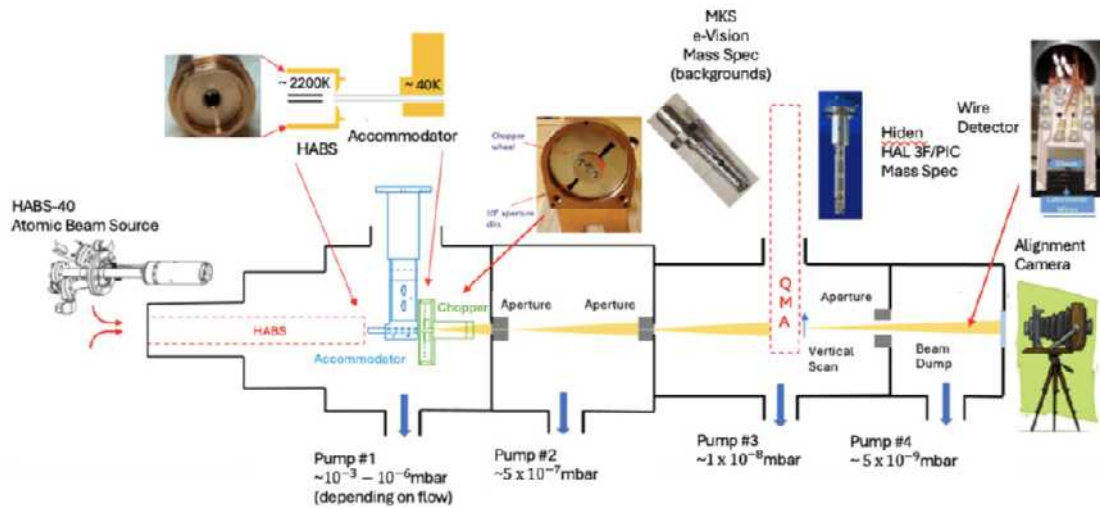 MKS
e-Vision
Mass Spec
(backgrounds)
~ 2200K
~ 40K
Accommodator
HABS
Chopper
wheel
aperture
Wire
Detector
Hiden
HAL 3F/PIC
Mass Spec
HABS-40
Atomic Beam Source
Alignment
Camera
Chopper
Aperture
Aperture
QMA
Aperture
HABS
Accommodator
Vertical
Scan
Beam
Dump
Pump #1
~10⁻³ – 10⁻⁶mbar
(depending on flow)
Pump #2
~5 x 10⁻⁷mbar
Pump #3
~1 x 10⁻⁸mbar
Pump #4
~ 5 x 10⁻⁹mbar